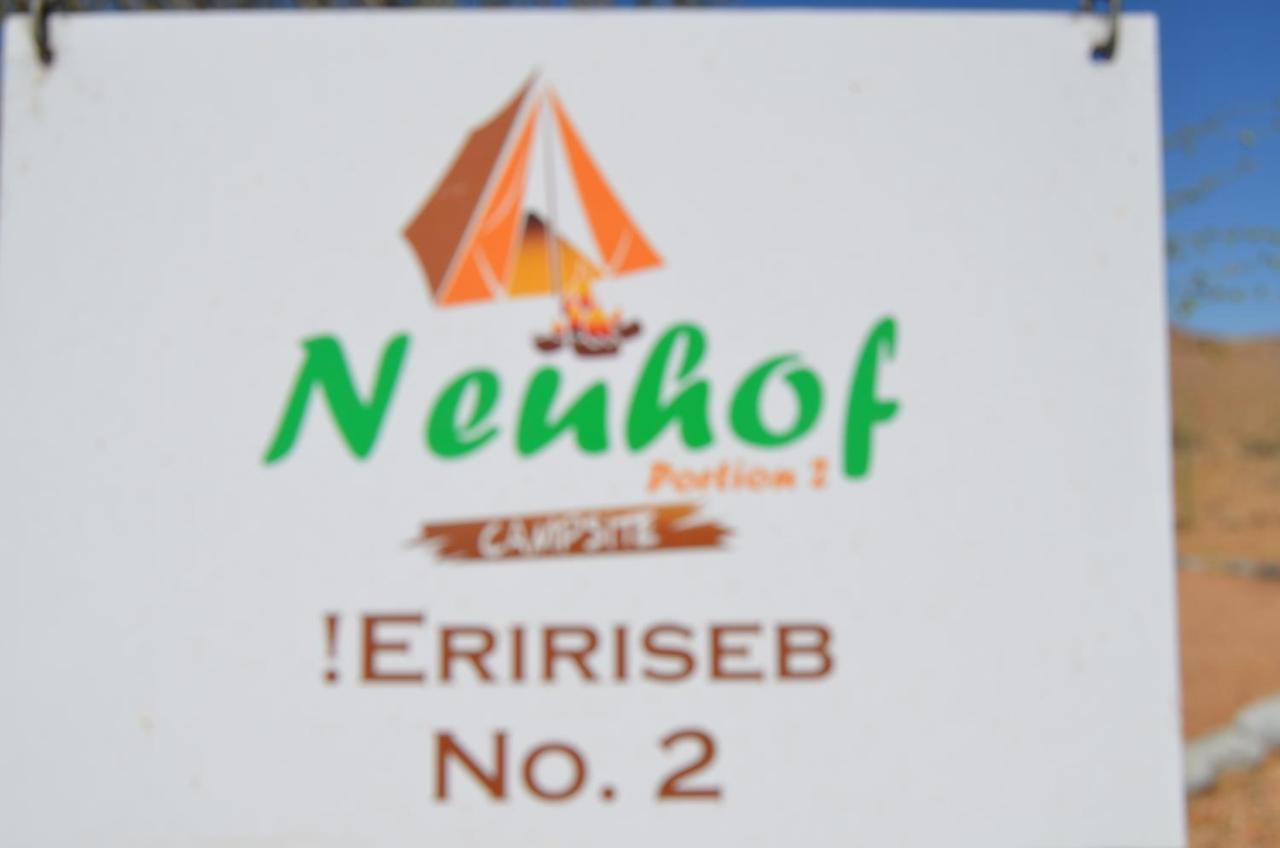 Neuhof
Portion 2
CAMPSITE
!ERIRISEB
NO. 2